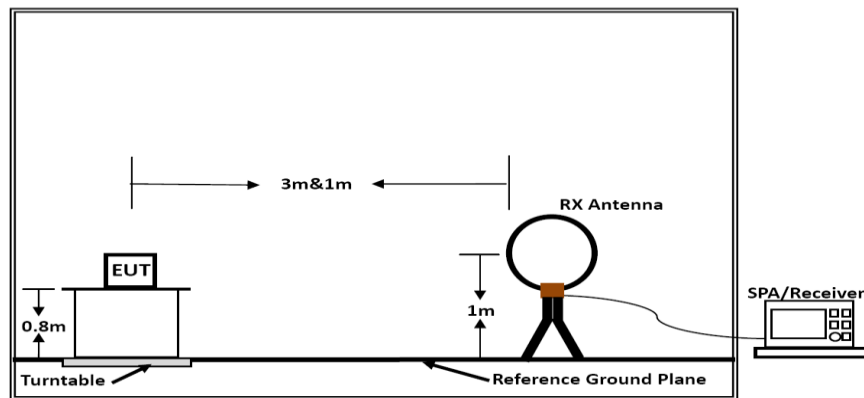 3m&1m
RX Antenna
EUT
SPA/Receiver
0.8m
1m
Turntable
Reference Ground Plane